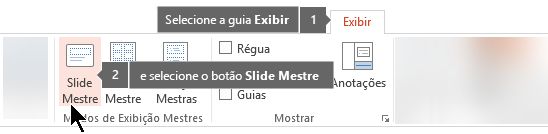 Selecione a guia Exibir 1 Exibir
Régua
2 e selecione o botão Slide Mestre
Slide Mestre
Mestre
Mestras
Guias
Anotações
Modos de Exibição Mestres
Mostrar